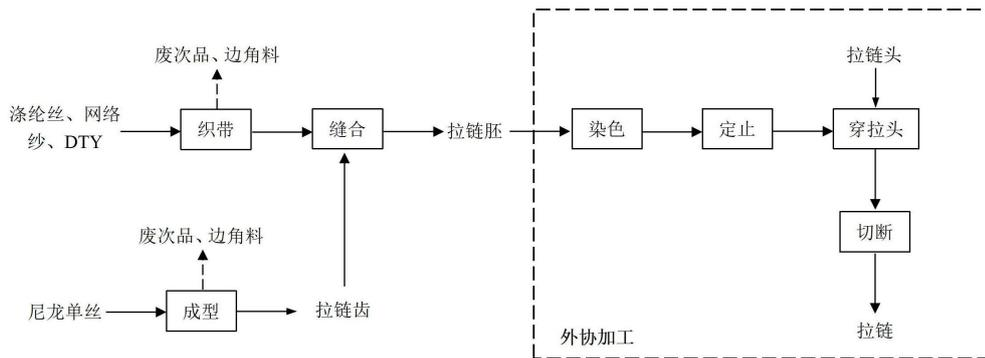 废次品、边角料
拉链头
涤纶丝、网络
纱、DTY
织带
缝合
拉链胚
染色
定止
穿拉头
切断
废次品、边角料
尼龙单丝
成型
拉链齿
外协加工
拉链